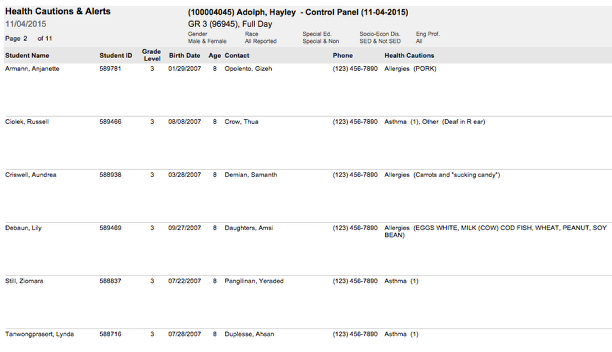 Health Cautions & Alerts
(100004045) Adolph, Hayley - Control Panel (11-04-2015)
11/04/2015
GR 3 (96945), Full Day
Gender Race Special Ed. Socio-Econ Dis. Eng Prof.
Page 2 of 11 Male & Female All Reported Special & Non SED & Not SED All
Student Name Student ID Grade Level Birth Date Age Contact Phone Health Cautions
Armann, Anjanette 589781 3 01/29/2007 8 Opolento, Gizeh (123) 456-7890 Allergies (PORK)
Ciolek, Russell 589466 3 08/08/2007 8 Crow, Thua (123) 456-7890 Asthma (1), Other (Deaf in R ear)
Criswell, Aundrea 588938 3 03/28/2007 8 Demian, Samanth (123) 456-7890 Allergies (Carrots and "sucking candy")
Debaun, Lily 589489 3 09/27/2007 8 Daughters, Amsi (123) 456-7890 Allergies (EGGS WHITE, MILK (COW) COD FISH, WHEAT, PEANUT, SOY
BEAN)
Still, Ziomara 588837 3 07/22/2007 8 Pangilinan, Yeraded (123) 456-7890 Asthma (1)
Tanwongprasert, Lynda 588716 3 07/28/2007 8 Duplesse, Ahsan (123) 456-7890 Asthma (1)